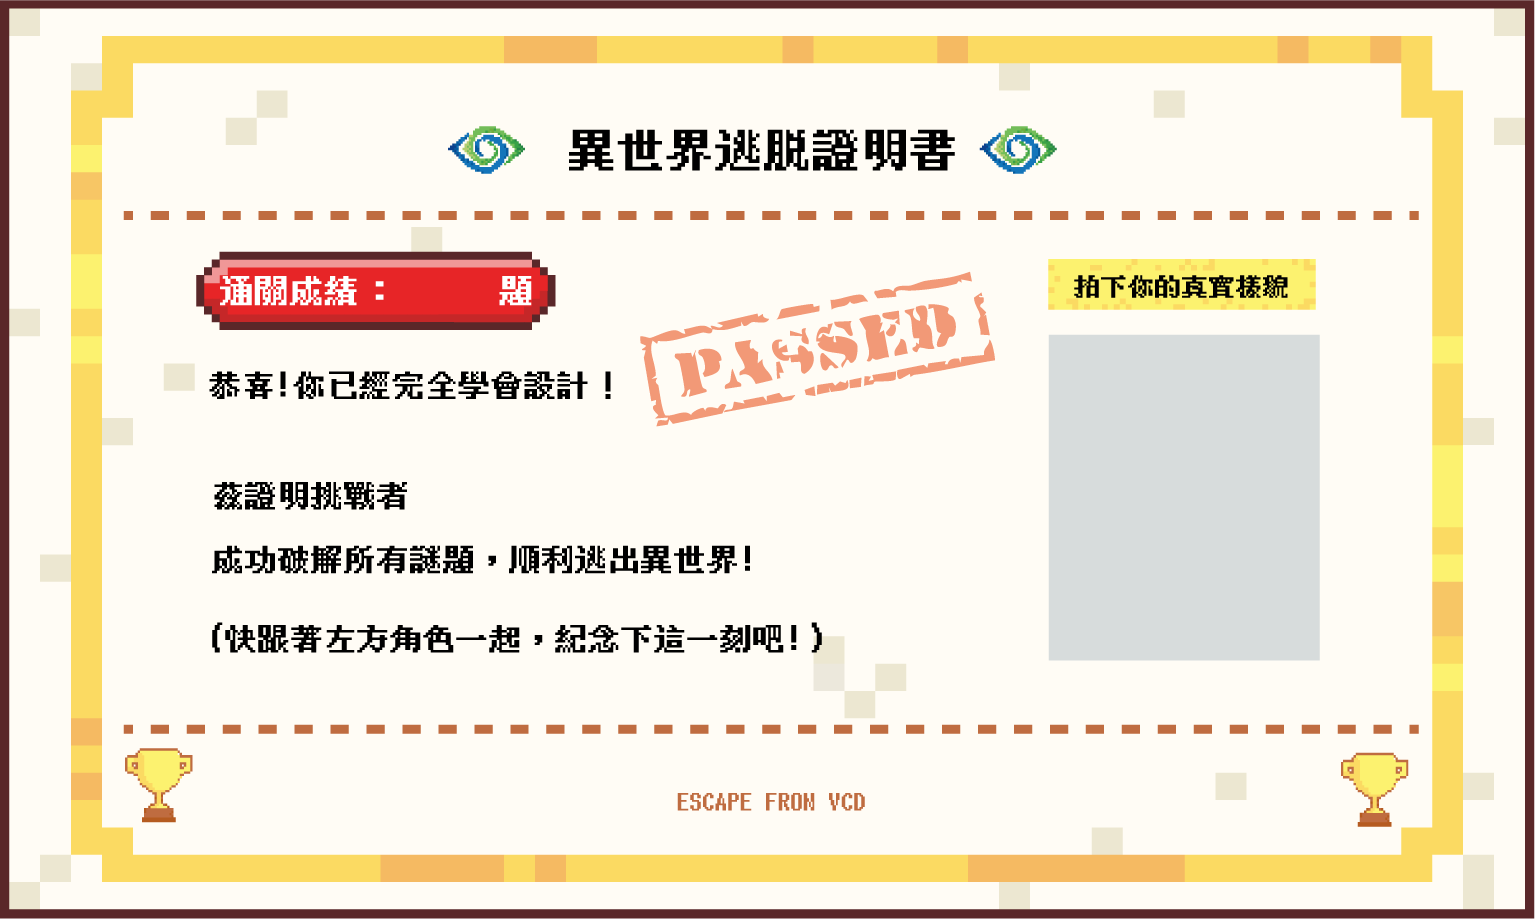 異世界逃脫證明書
通關成績： 題
拍下你的真實樣貌
PASSED
恭喜!你已經完全學會設計！
茲證明挑戰者
成功破解所有謎題，順利逃出異世界!
(快跟著左方角色一起，紀念下這一刻吧!)
ESCAPE FROM VCD